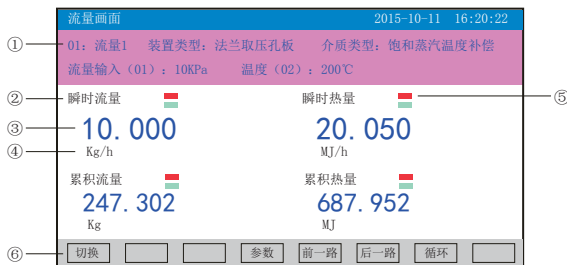 流量画面 2015-10-11 16:20:22
① 01：流量1 装置类型：法兰取压孔板 介质类型：饱和蒸汽温度补偿
流量输入（01）：10KPa 温度（02）：200℃
② 瞬时流量 瞬时热量 ⑤
③ 10.000 20.050
④ Kg/h MJ/h
累积流量 累积热量
247.302 687.952
Kg MJ
⑥ 切换 参数 前一路 后一路 循环